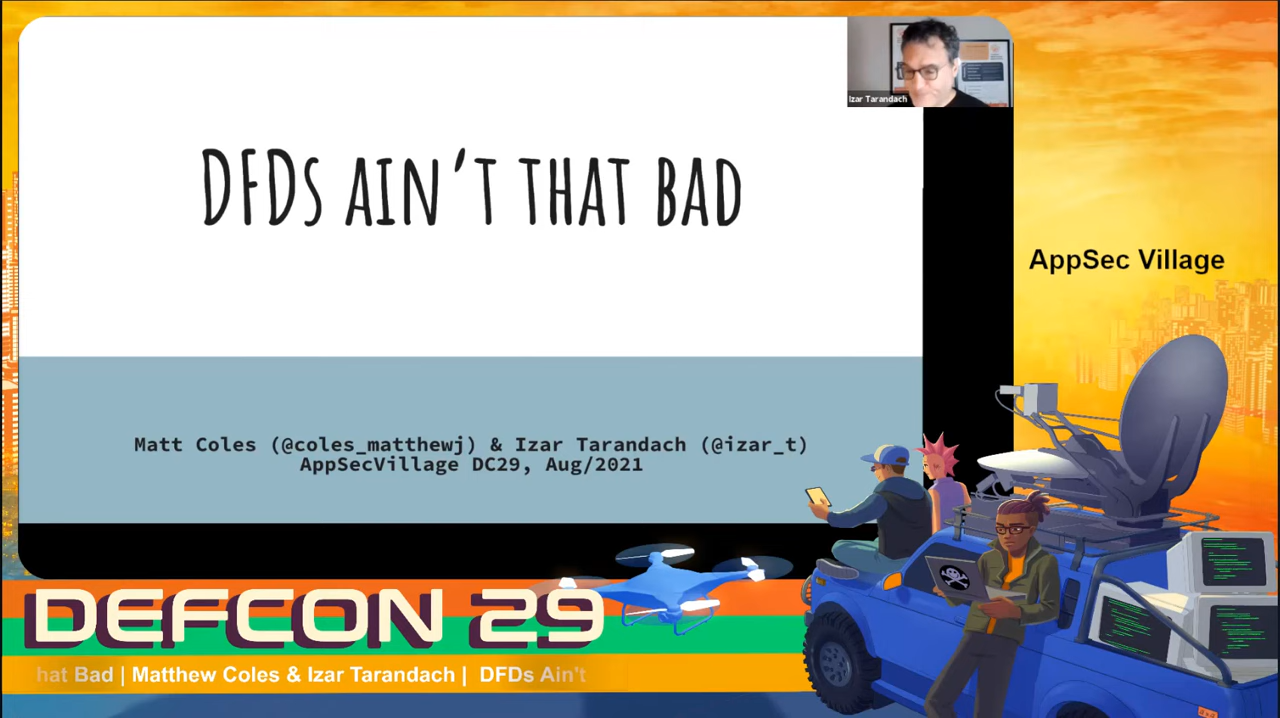 Izar Tarandach
DFDs AIN'T THAT BAD
AppSec Village
Matt Coles (@coles_matthewj) & Izar Tarandach (@izar_t)
AppSecVillage DC29, Aug/2021
DEFCON 29
hat Bad | Matthew Coles & Izar Tarandach | DFDs Ain't